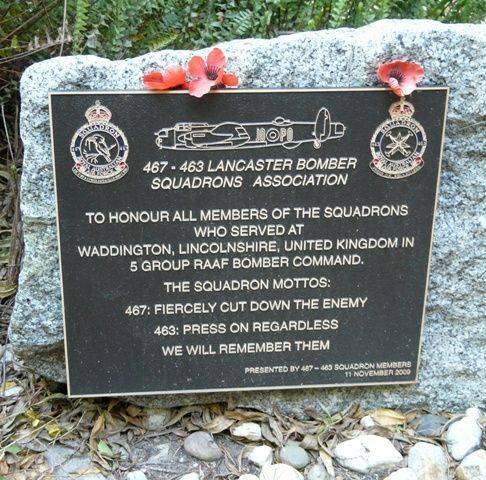 467 - 463 LANCASTER BOMBER
SQUADRONS ASSOCIATION
TO HONOUR ALL MEMBERS OF THE SQUADRONS
WHO SERVED AT
WADDINGTON, LINCOLNSHIRE, UNITED KINGDOM IN
5 GROUP RAAF BOMBER COMMAND.
THE SQUADRON MOTTOS:
467: FIERCELY CUT DOWN THE ENEMY
463: PRESS ON REGARDLESS
WE WILL REMEMBER THEM
PRESENTED BY 467 – 463 SQUADRON MEMBERS
11 NOVEMBER 2009